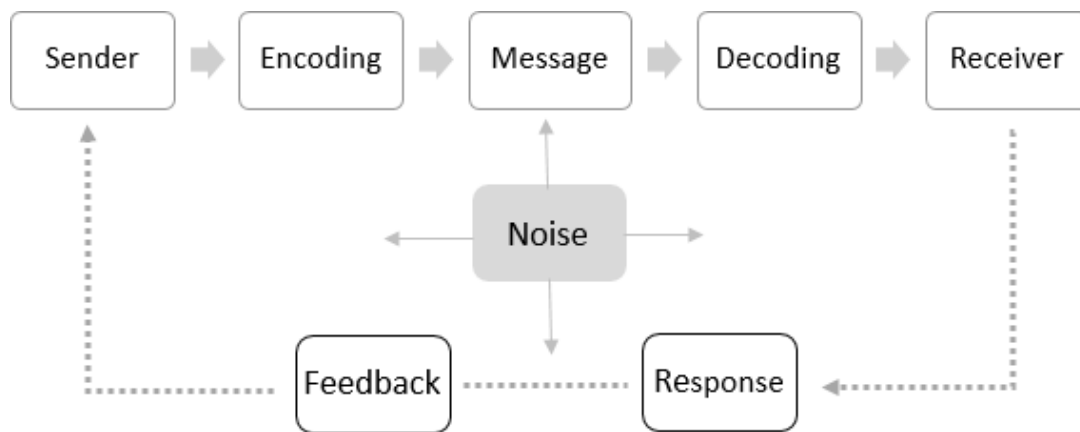 Sender
Encoding
Message
Decoding
Receiver
Noise
Feedback
Response